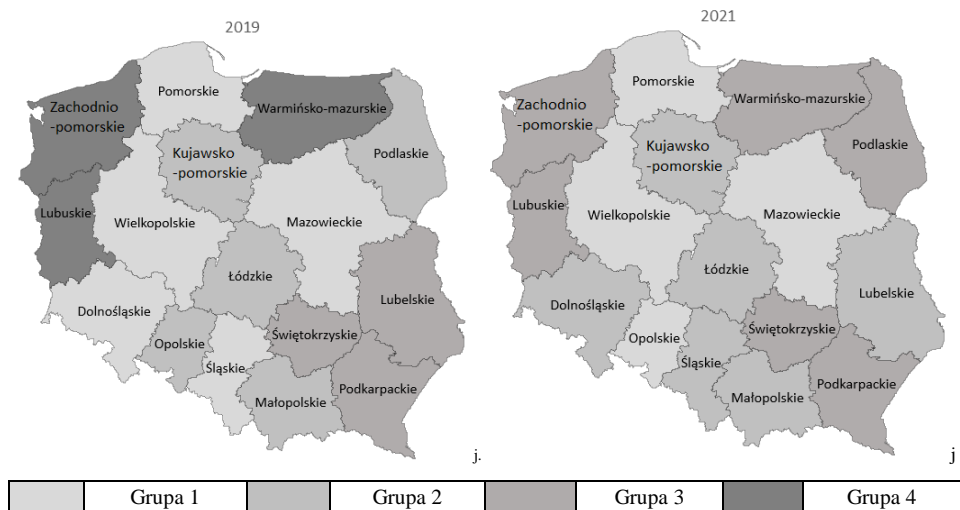 2019
Pomorskie
Zachodnio
-pomorskie
Warmińsko-mazurskie
Kujawsko
-pomorskie
Podlaskie
Lubuskie
Wielkopolskie
Mazowieckie
Łódzkie
Lubelskie
Dolnośląskie
Opolskie
Świętokrzyskie
Śląskie
Małopolskie
Podkarpackie
j.
2021
Pomorskie
Zachodnio
-pomorskie
Warmińsko-mazurskie
Kujawsko
-pomorskie
Podlaskie
Lubuskie
Wielkopolskie
Mazowieckie
Łódzkie
Lubelskie
Dolnośląskie
Opolskie
Świętokrzyskie
Śląskie
Małopolskie
Podkarpackie
j
Grupa 1 Grupa 2 Grupa 3 Grupa 4